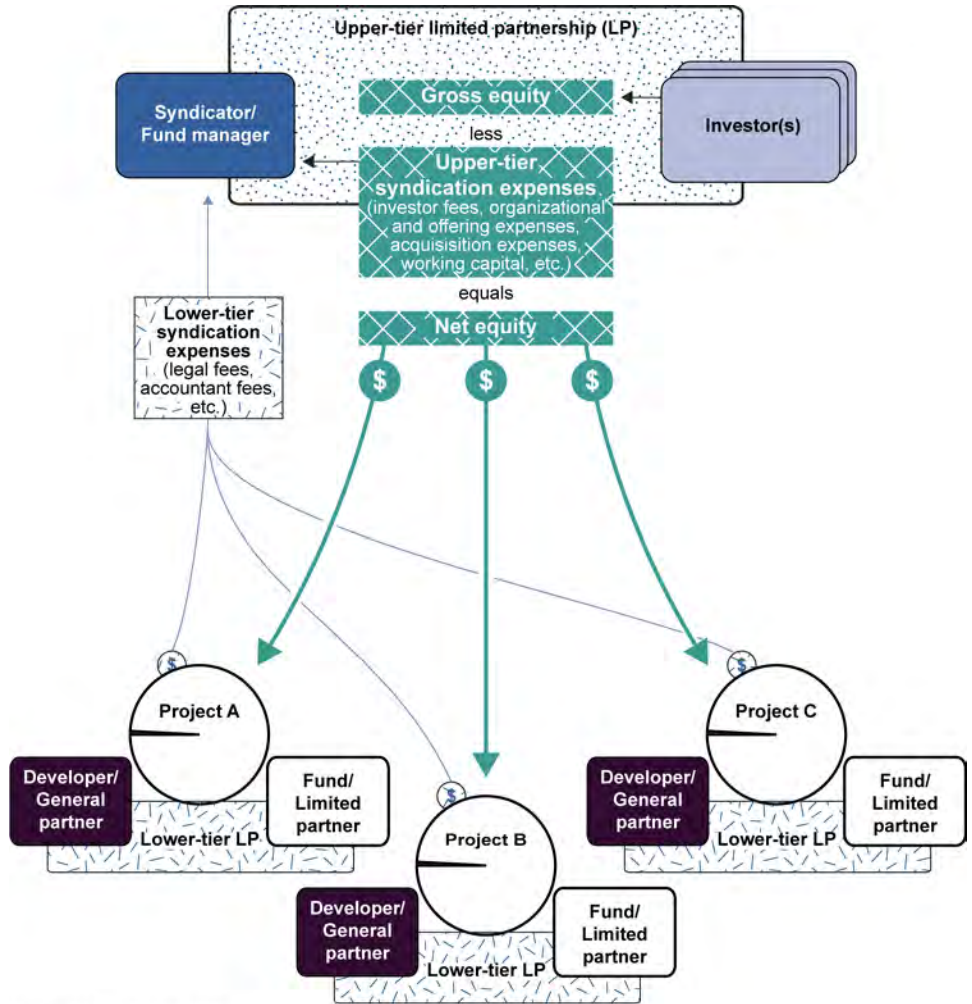 Upper-tier limited partnership (LP)
Syndicator/
Fund manager
Gross equity
Investor(s)
less
Upper-tier
syndication expenses
(investor fees, organizational
and offering expenses,
acquisisition expenses,
working capital, etc.)
equals
Net equity
$ $ $
Lower-tier
syndication
expenses
(legal fees,
accountant fees,
etc.)
$
Project A
Developer/
General
partner
Fund/
Limited
partner
Lower-tier LP
$
Project B
Developer/
General
partner
Fund/
Limited
partner
Lower-tier LP
$
Project C
Developer/
General
partner
Fund/
Limited
partner
Lower-tier LP